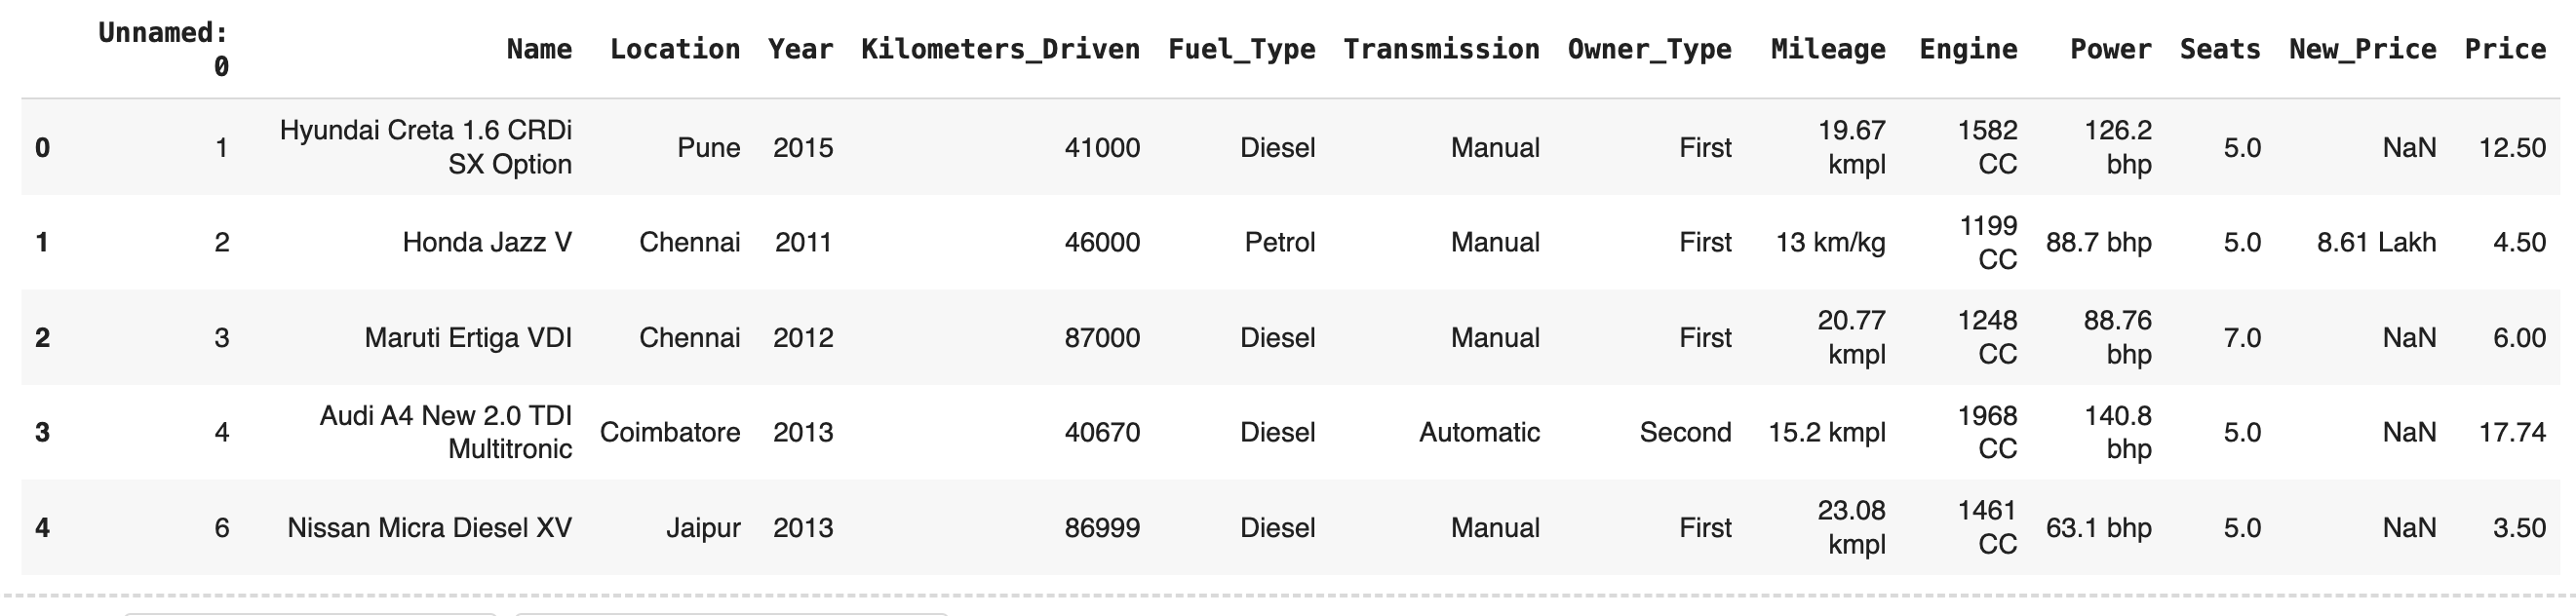 Unnamed: 0 Name Location Year Kilometers_Driven Fuel_Type Transmission Owner_Type Mileage Engine Power Seats New_Price Price
0 1 Hyundai Creta 1.6 CRDi SX Option Pune 2015 41000 Diesel Manual First 19.67 kmpl 1582 CC 126.2 bhp 5.0 NaN 12.50
1 2 Honda Jazz V Chennai 2011 46000 Petrol Manual First 13 km/kg 1199 CC 88.7 bhp 5.0 8.61 Lakh 4.50
2 3 Maruti Ertiga VDI Chennai 2012 87000 Diesel Manual First 20.77 kmpl 1248 CC 88.76 bhp 7.0 NaN 6.00
3 4 Audi A4 New 2.0 TDI Multitronic Coimbatore 2013 40670 Diesel Automatic Second 15.2 kmpl 1968 CC 140.8 bhp 5.0 NaN 17.74
4 6 Nissan Micra Diesel XV Jaipur 2013 86999 Diesel Manual First 23.08 kmpl 1461 CC 63.1 bhp 5.0 NaN 3.50